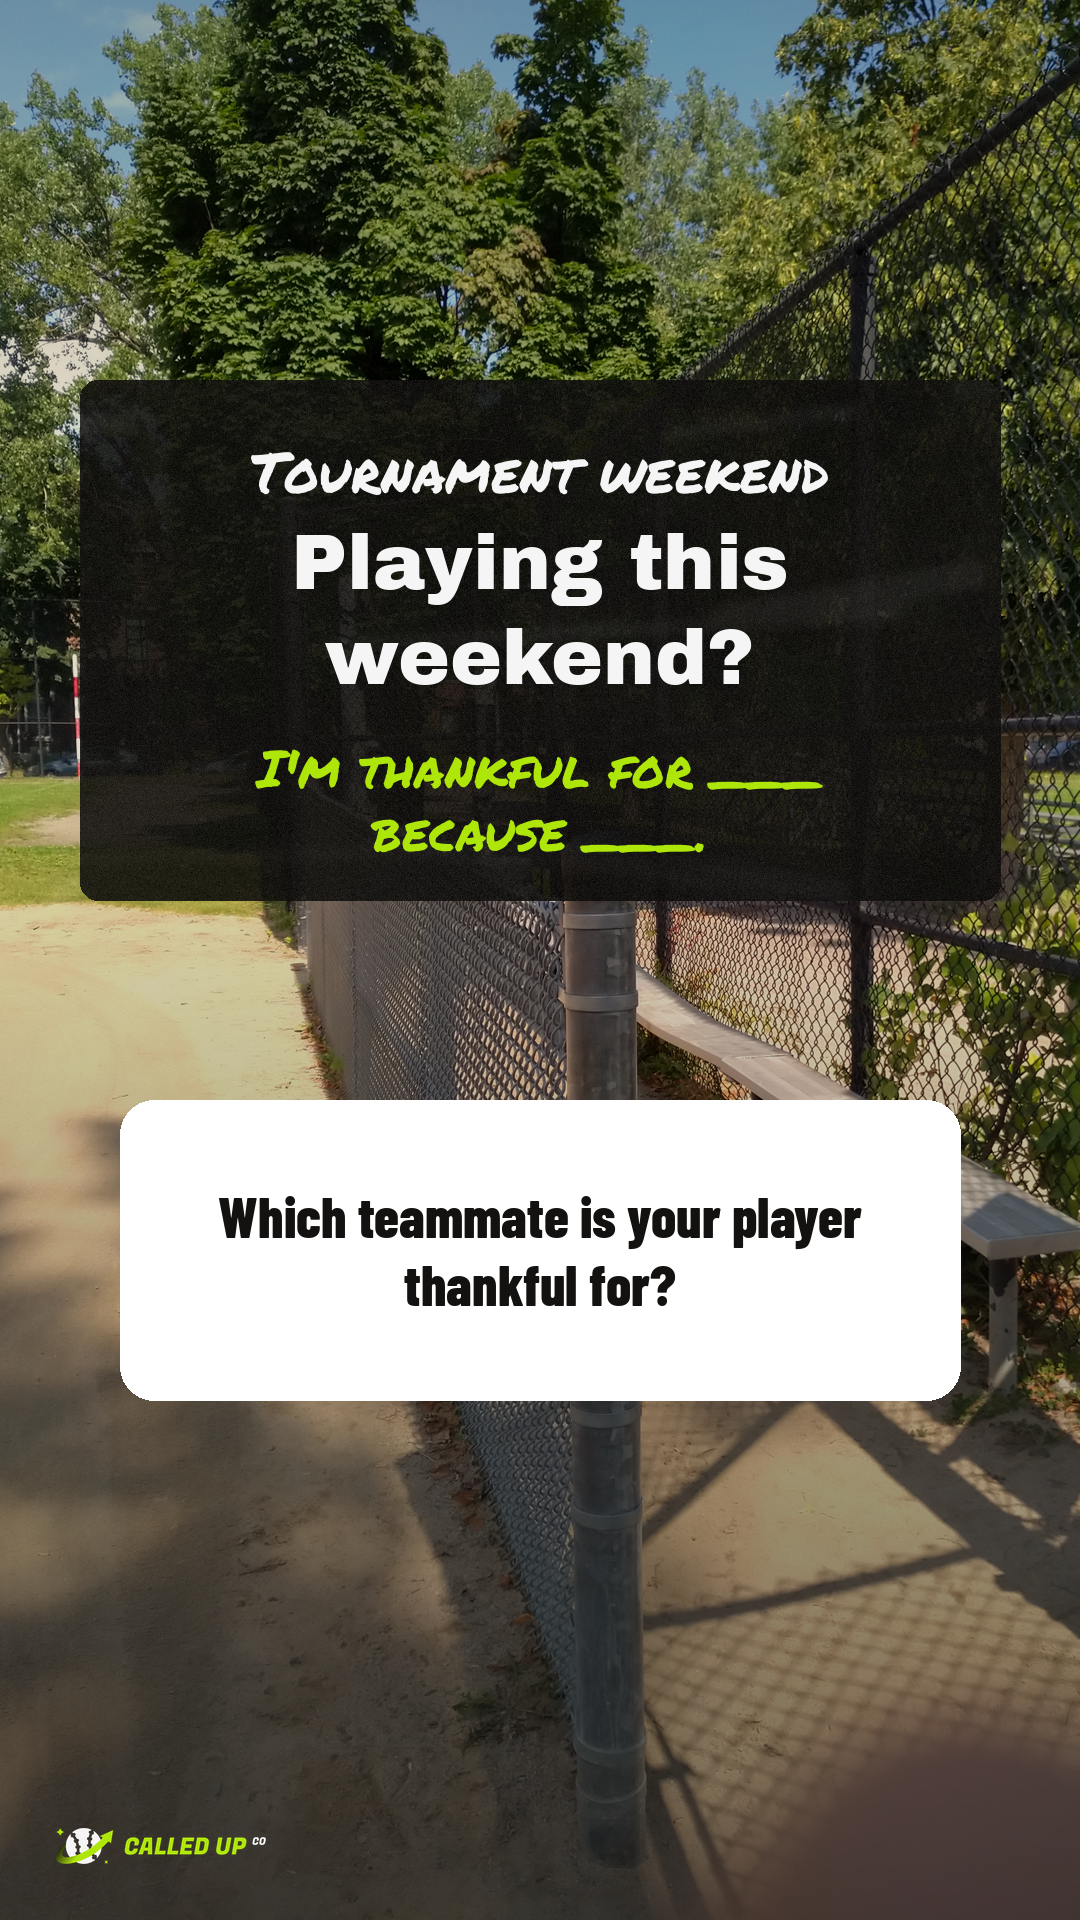 Tournament weekend
Playing this
weekend?
I'm thankful for ___
because ___.
Which teammate is your player
thankful for?
CALLED UP CO